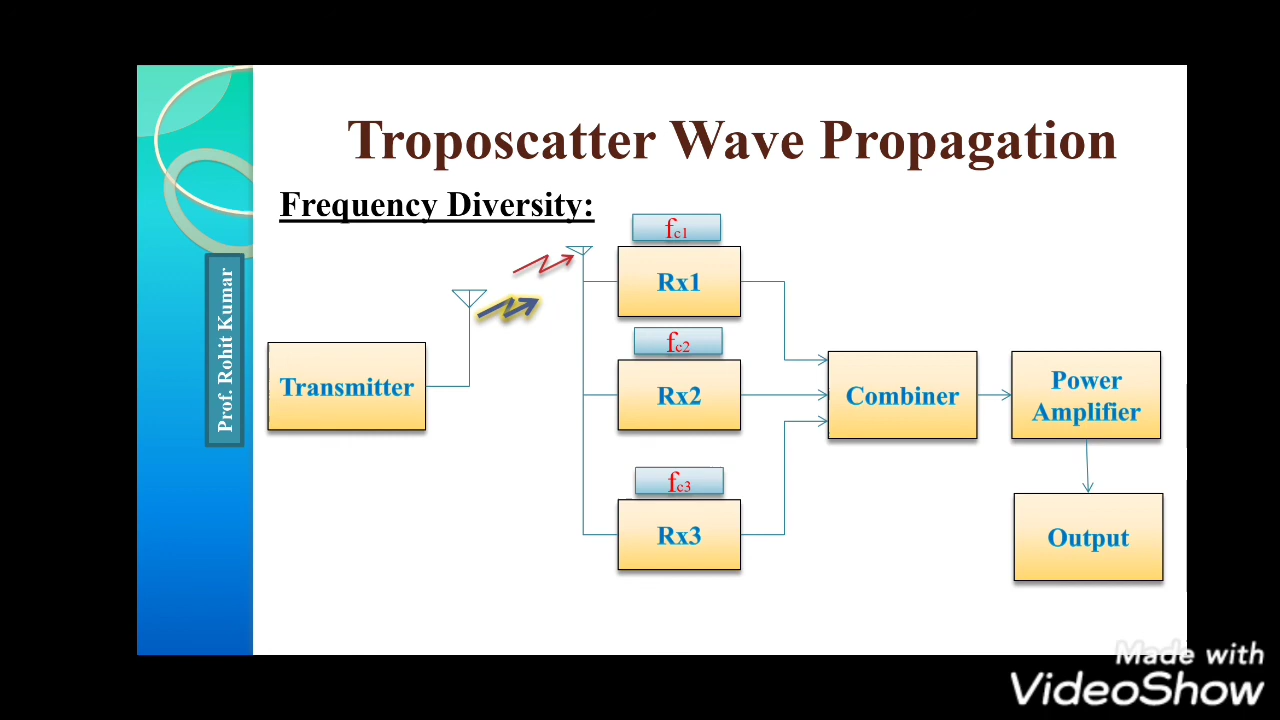 Troposcatter Wave Propagation
Frequency Diversity:
Prof. Rohit Kumar
Transmitter
fc1
Rx1
fc2
Rx2
fc3
Rx3
Combiner
Power
Amplifier
Output
Made with
VideoShow